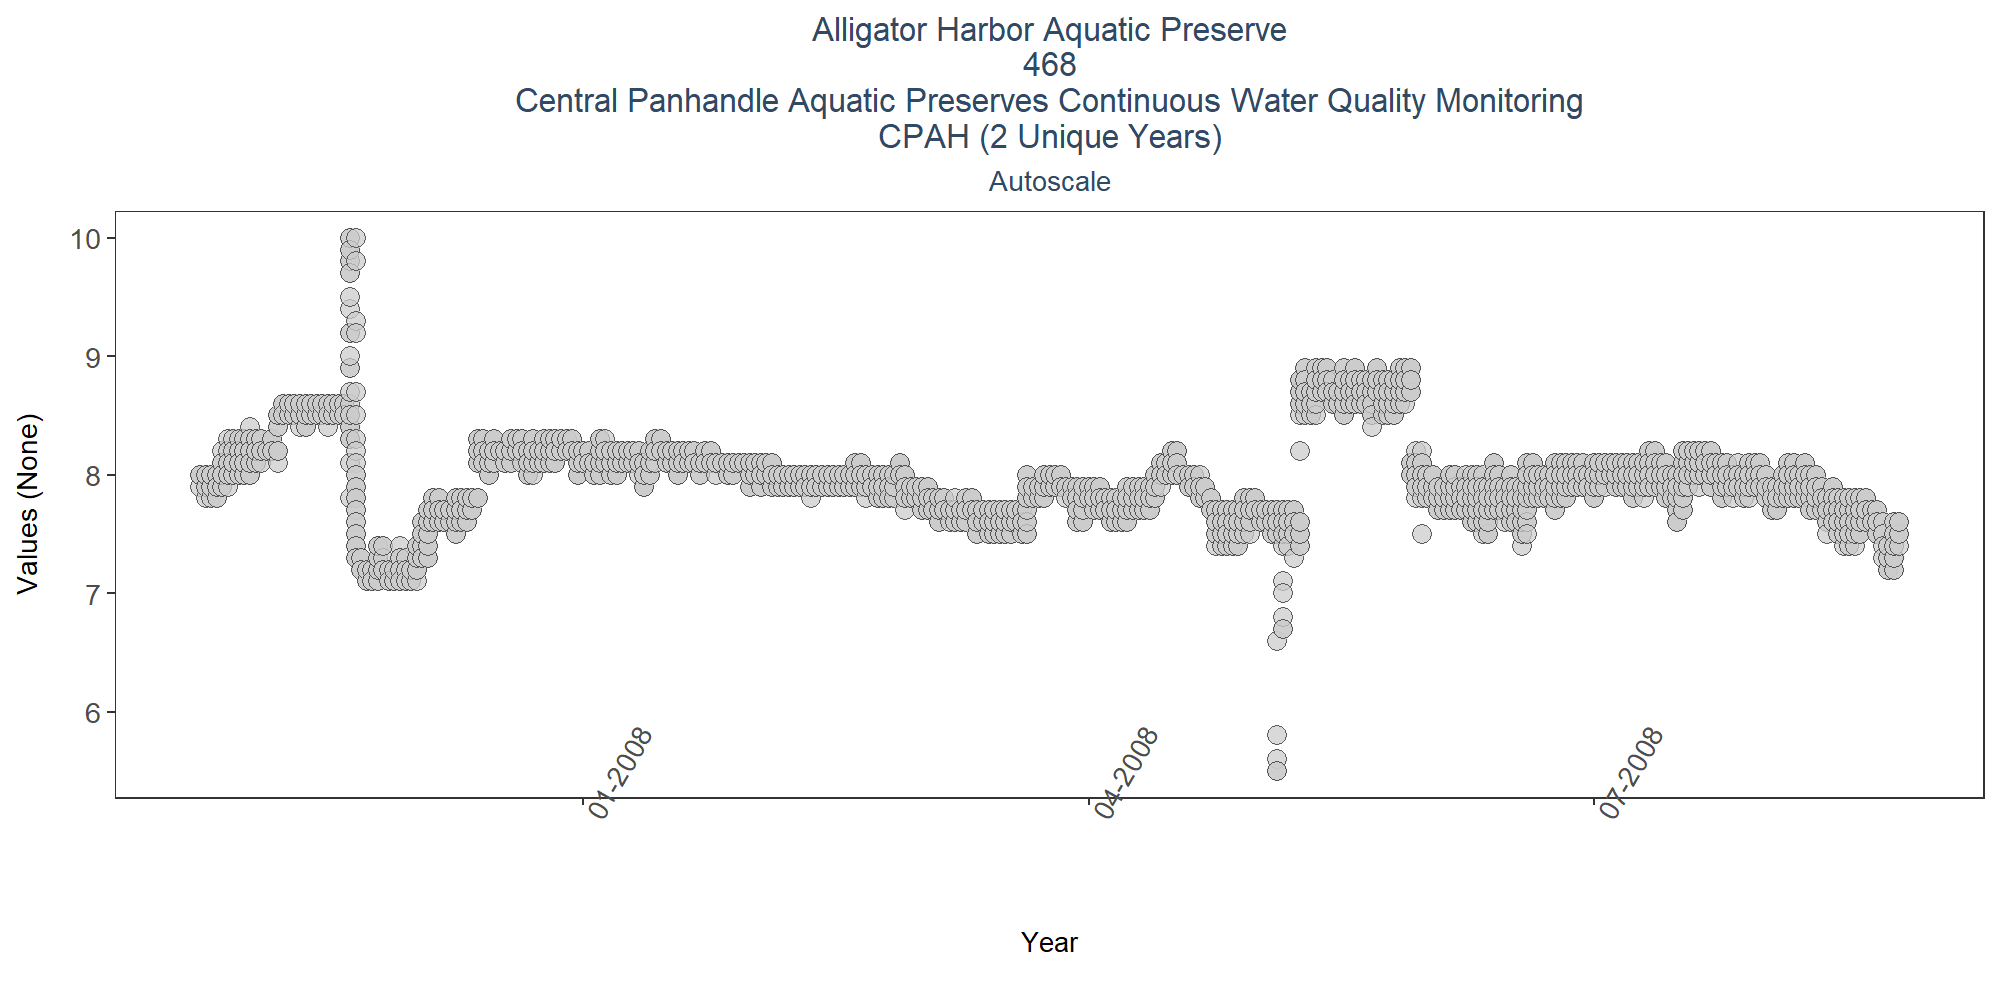 Alligator Harbor Aquatic Preserve
468
Central Panhandle Aquatic Preserves Continuous Water Quality Monitoring
CPAH (2 Unique Years)
Autoscale
Values (None)
10
9
8
7
6
01-2008
04-2008
07-2008
Year